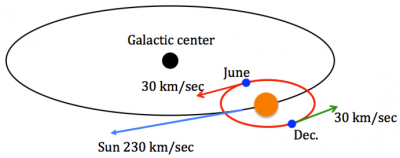 Galactic center
June
30 km/sec
30 km/sec
Dec.
Sun 230 km/sec